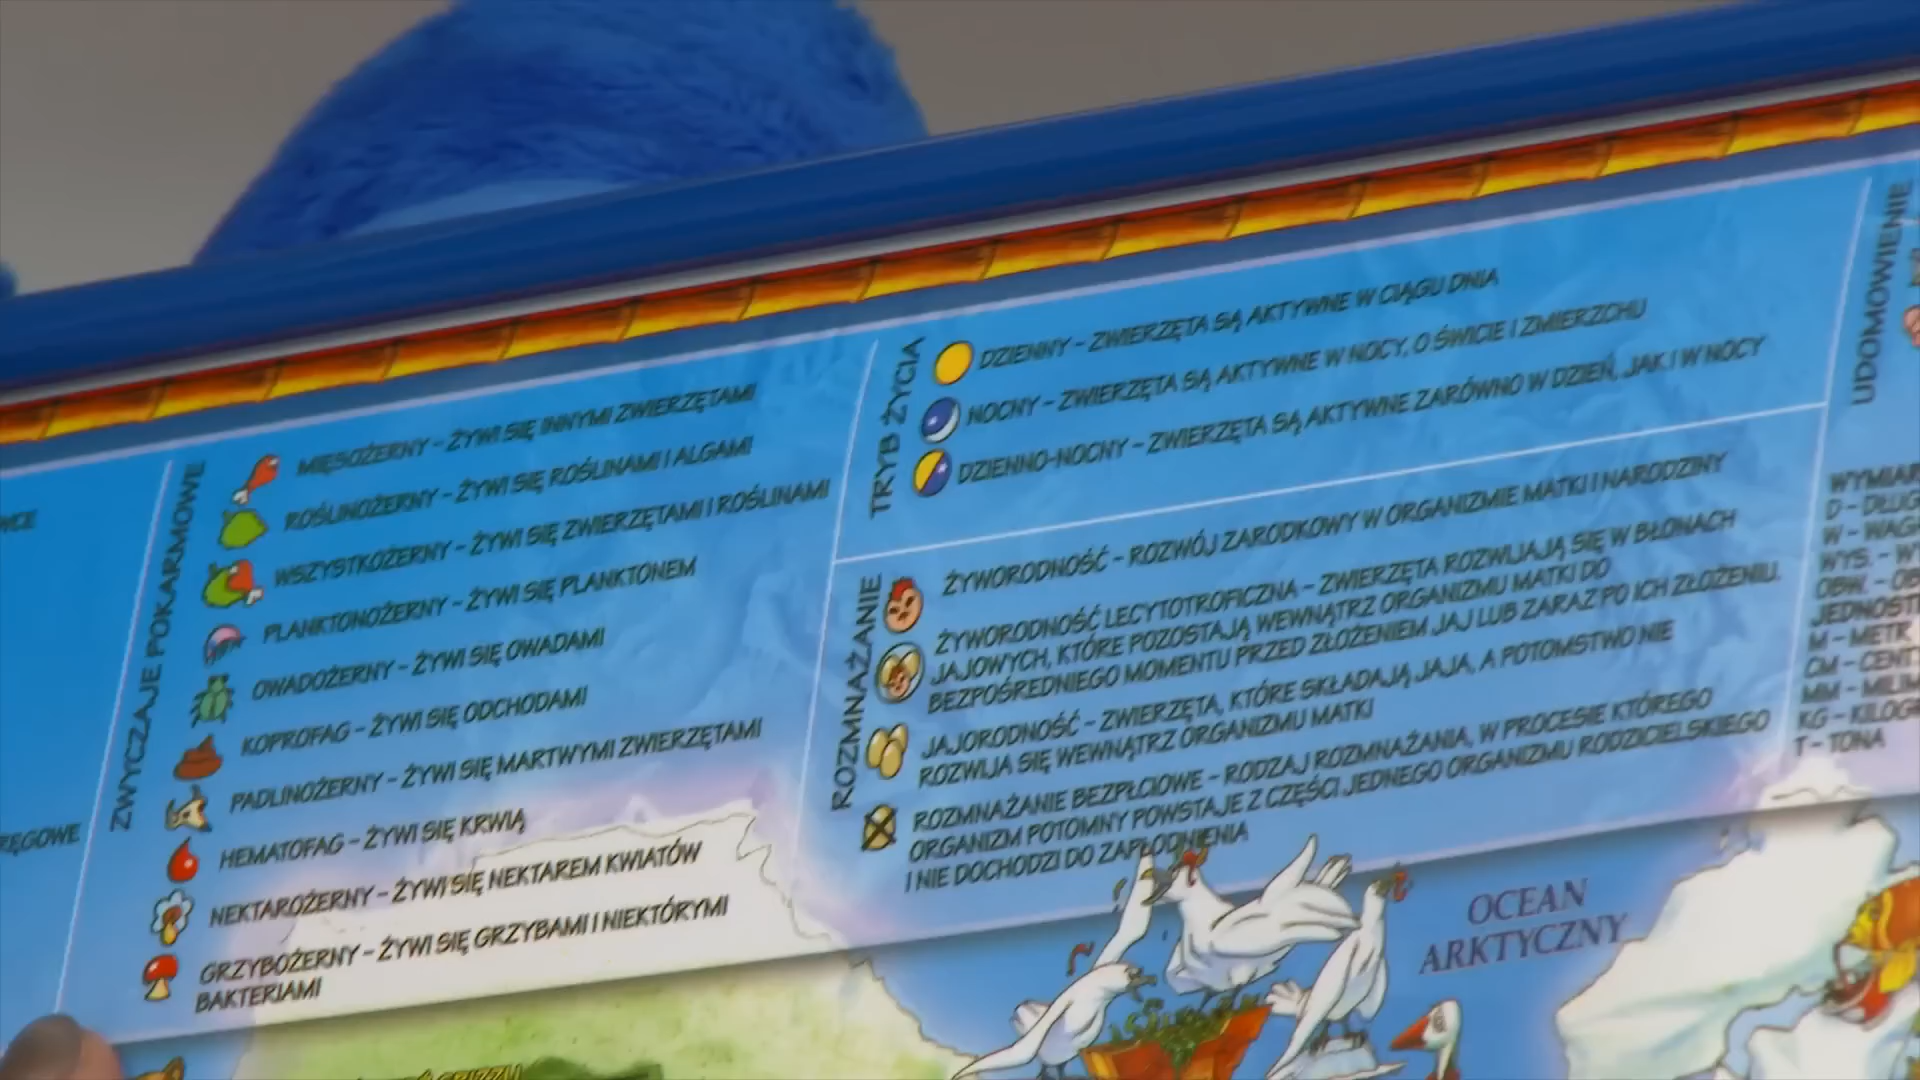 ZWYCZAJE POKARMOWE
MIĘSOŻERNY - ŻYWI SIĘ INNYMI ZWIERZĘTAMI
ROŚLINOŻERNY - ŻYWI SIĘ ROŚLINAMI I ALGAMI
WSZYSTKOŻERNY - ŻYWI SIĘ ZWIERZĘTAMI I ROŚLINAMI
PLANKTONOŻERNY - ŻYWI SIĘ PLANKTONEM
OWADOŻERNY - ŻYWI SIĘ OWADAMI
KOPROFAG - ŻYWI SIĘ ODCHODAMI
PADLINOŻERNY - ŻYWI SIĘ MARTWYMI ZWIERZĘTAMI
HEMATOFAG - ŻYWI SIĘ KRWIĄ
NEKTAROŻERNY - ŻYWI SIĘ NEKTAREM KWIATÓW
GRZYBOŻERNY - ŻYWI SIĘ GRZYBAMI I NIEKTÓRYMI
BAKTERIAMI
TRYB ŻYCIA
DZIENNY - ZWIERZĘTA SĄ AKTYWNE W CIĄGU DNIA
NOCNY - ZWIERZĘTA SĄ AKTYWNE W NOCY, O ŚWICIE I ZMIERZCHU
DZIENNO-NOCNY - ZWIERZĘTA SĄ AKTYWNE ZARÓWNO W DZIEŃ, JAK I W NOCY
ROZMNAŻANIE
ŻYWORODNOŚĆ - ROZWÓJ ZARODKOWY W ORGANIZMIE MATKI I NARODZINY
ŻYWORODNOŚĆ LECYTOTROFICZNA - ZWIERZĘTA ROZWIJAJĄ SIĘ W BŁONACH
JAJOWYCH, KTÓRE POZOSTAJĄ WEWNĄTRZ ORGANIZMU MATKI DO
BEZPOŚREDNIEGO MOMENTU PRZED ZŁOŻENIEM JAJ LUB ZARAZ PO ICH ZŁOŻENIU.
JAJORODNOŚĆ - ZWIERZĘTA, KTÓRE SKŁADAJĄ JAJA, A POTOMSTWO NIE
ROZWIJA SIĘ WEWNĄTRZ ORGANIZMU MATKI
ROZMNAŻANIE BEZPŁCIOWE - RODZAJ ROZMNAŻANIA, W PROCESIE KTÓREGO
ORGANIZM POTOMNY POWSTAJE Z CZĘŚCI JEDNEGO ORGANIZMU RODZICIELSKIEGO
I NIE DOCHODZI DO ZAPŁODNIENIA
UDOMOWIENIE
WYMIAR
D - DŁUG
W - WAG
WYS. - W
OBW. - OB
JEDNOST
M - METR
CM - CENT
MM - MILIM
KG - KILOG
T - TONA
OCEAN
ARKTYCZNY